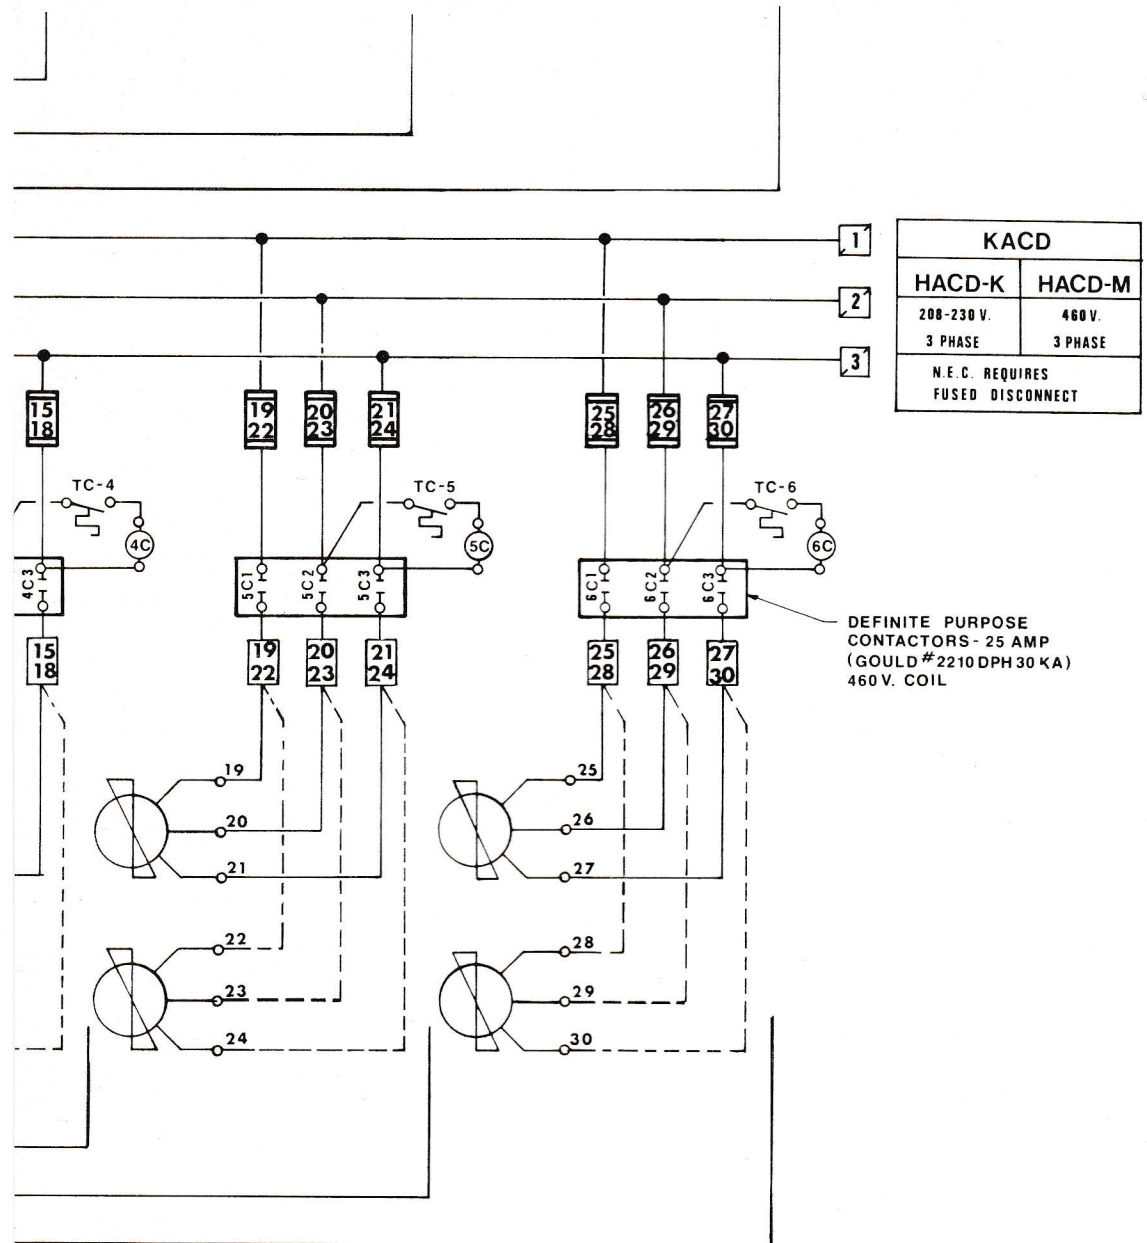 1
KACD
HACD-K HACD-M
2
208-230 V. 460 V.
3 PHASE 3 PHASE
3
N.E.C. REQUIRES
FUSED DISCONNECT
15 19 20 21 25 26 27
18 22 23 24 28 29 30
TC-4 TC-5 TC-6
4C 5C 6C
4C3 5C1 5C2 5C3 6C1 6C2 6C3
DEFINITE PURPOSE
CONTACTORS - 25 AMP
(GOULD #2210 DPH 30 KA)
460 V. COIL
15 19 20 21 25 26 27
18 22 23 24 28 29 30
19 25
20 26
21 27
22 28
23 29
24 30